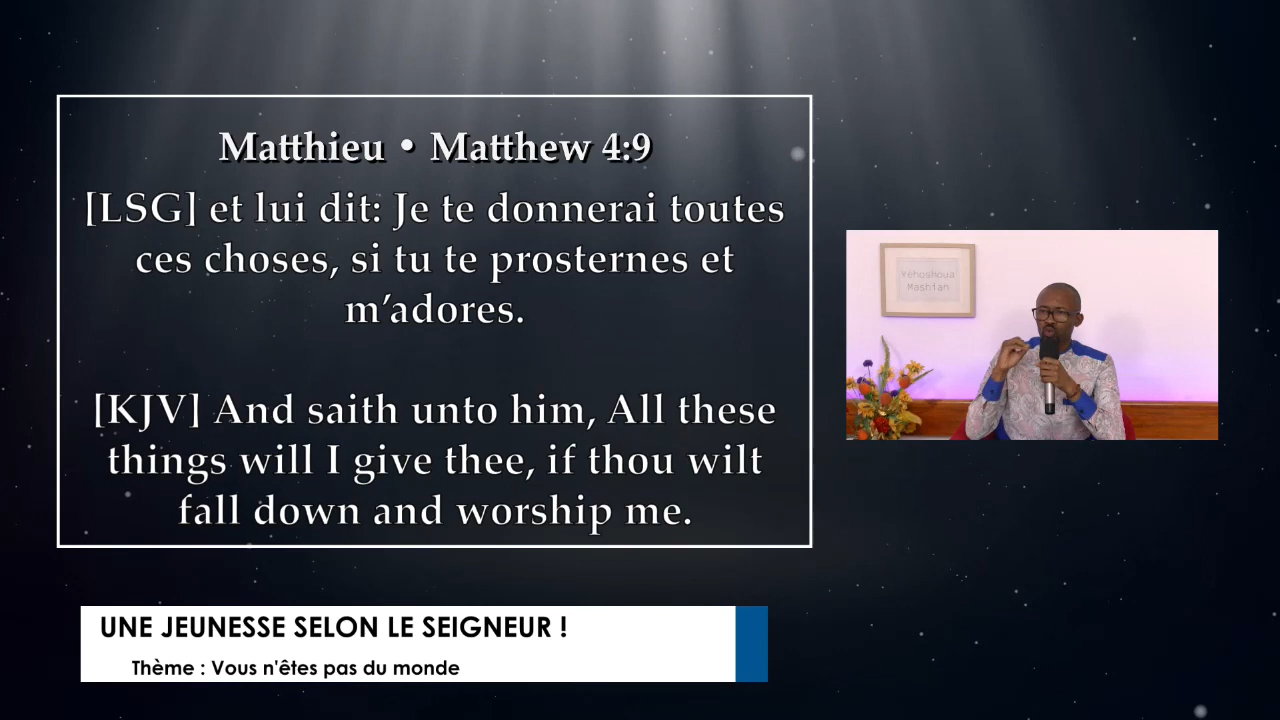 Matthieu • Matthew 4:9
[LSG] et lui dit: Je te donnerai toutes
ces choses, si tu te prosternes et
m’adores.
[KJV] And saith unto him, All these
things will I give thee, if thou wilt
fall down and worship me.
Yehoshoua
Mashiah
UNE JEUNESSE SELON LE SEIGNEUR !
Thème : Vous n'êtes pas du monde